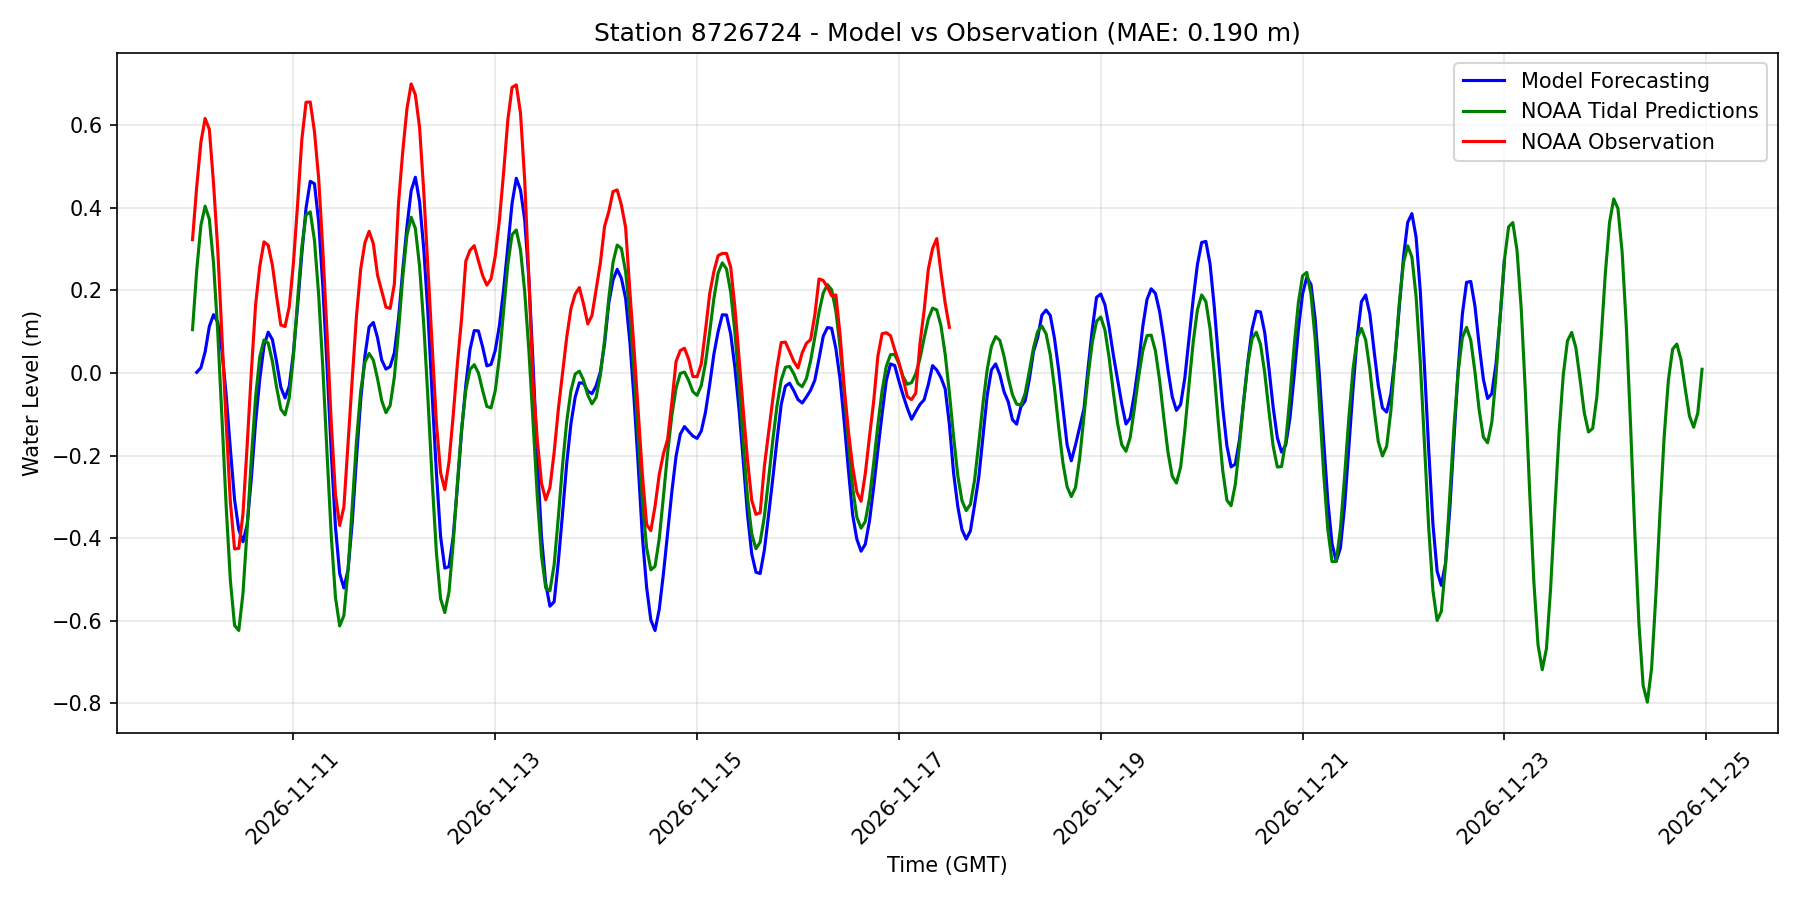 Station 8726724 - Model vs Observation (MAE: 0.190 m)
Model Forecasting
NOAA Tidal Predictions
NOAA Observation
Water Level (m)
0.6
0.4
0.2
0.0
−0.2
−0.4
−0.6
−0.8
2026-11-11
2026-11-13
2026-11-15
2026-11-17
2026-11-19
2026-11-21
2026-11-23
2026-11-25
Time (GMT)